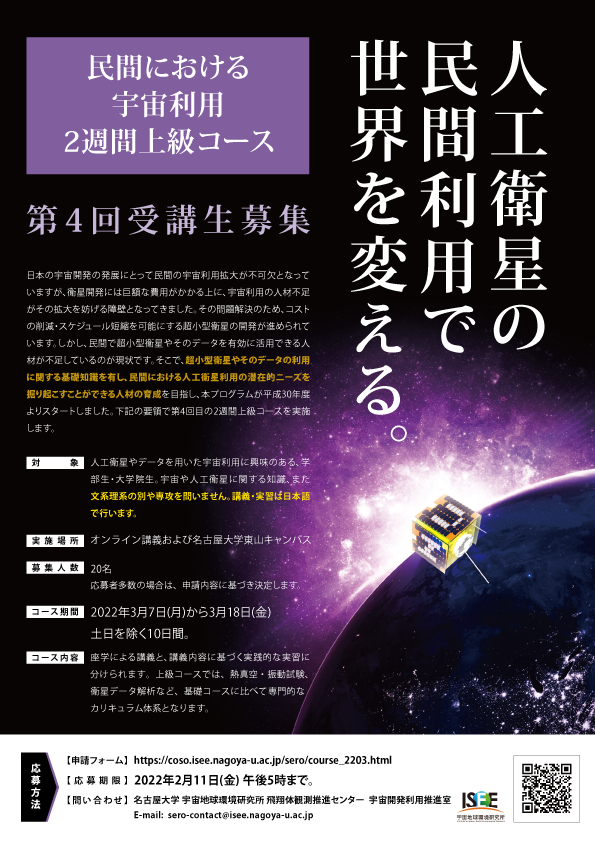 人工衛星の
民間利用で
世界を変える。
民間における
宇宙利用
2週間上級コース
第4回受講生募集
日本の宇宙開発の発展にとって民間の宇宙利用拡大が不可欠となって
いますが、衛星開発には巨額な費用がかかる上に、宇宙利用の人材不足
がその拡大を妨げる障壁となってきました。その問題解決のため、コスト
の削減・スケジュール短縮を可能にする超小型衛星の開発が進められて
います。しかし、民間で超小型衛星やそのデータを有効に活用できる人
材が不足しているのが現状です。そこで、超小型衛星やそのデータの利用
に関する基礎知識を有し、民間における人工衛星利用の潜在的ニーズを
掘り起こすことができる人材の育成を目指し、本プログラムが平成30年度
よりスタートしました。下記の要領で第4回目の2週間上級コースを実施
します。
対象 人工衛星やデータを用いた宇宙利用に興味のある、学
部生・大学院生。宇宙や人工衛星に関する知識、また
文系理系の別や専攻を問いません。講義・実習は日本語
で行います。
実施場所 オンライン講義および名古屋大学東山キャンパス
募集人数 20名
応募者多数の場合は、申請内容に基づき決定します。
コース期間 2022年3月7日(月)から3月18日(金)
土日を除く10日間。
コース内容 座学による講義と、講義内容に基づく実践的な実習に
分けられます。上級コースでは、熱真空・振動試験、
衛星データ解析など、基礎コースに比べて専門的な
カリキュラム体系となります。
応募方法
【申請フォーム】 https://coso.isee.nagoya-u.ac.jp/sero/course_2203.html
【応募期限】 2022年2月11日(金) 午後5時まで。
【問い合わせ】 名古屋大学 宇宙地球環境研究所 飛翔体観測推進センター 宇宙開発利用推進室
E-mail: sero-contact@isee.nagoya-u.ac.jp
ISEE
宇宙地球環境研究所